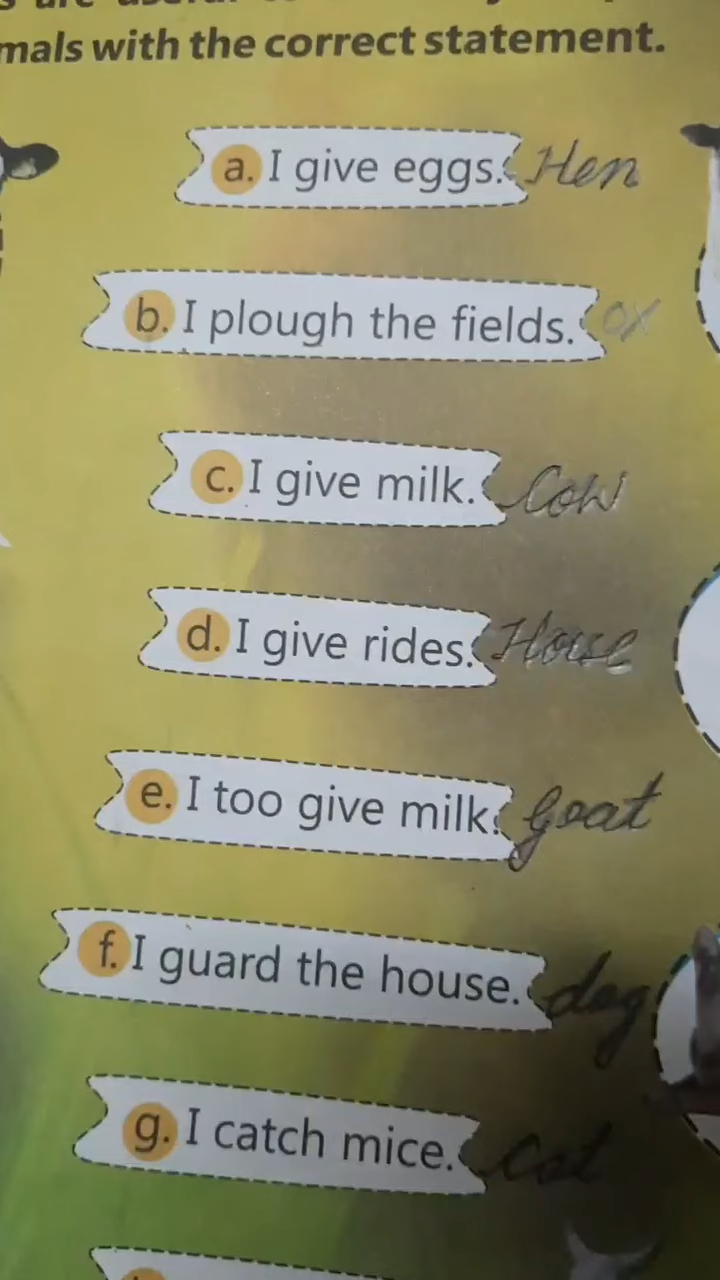 mals with the correct statement.
a. I give eggs. Hen
b. I plough the fields. OX
c. I give milk. Cow
d. I give rides. Horse
e. I too give milk. Goat
f. I guard the house. dog
g. I catch mice. Cat